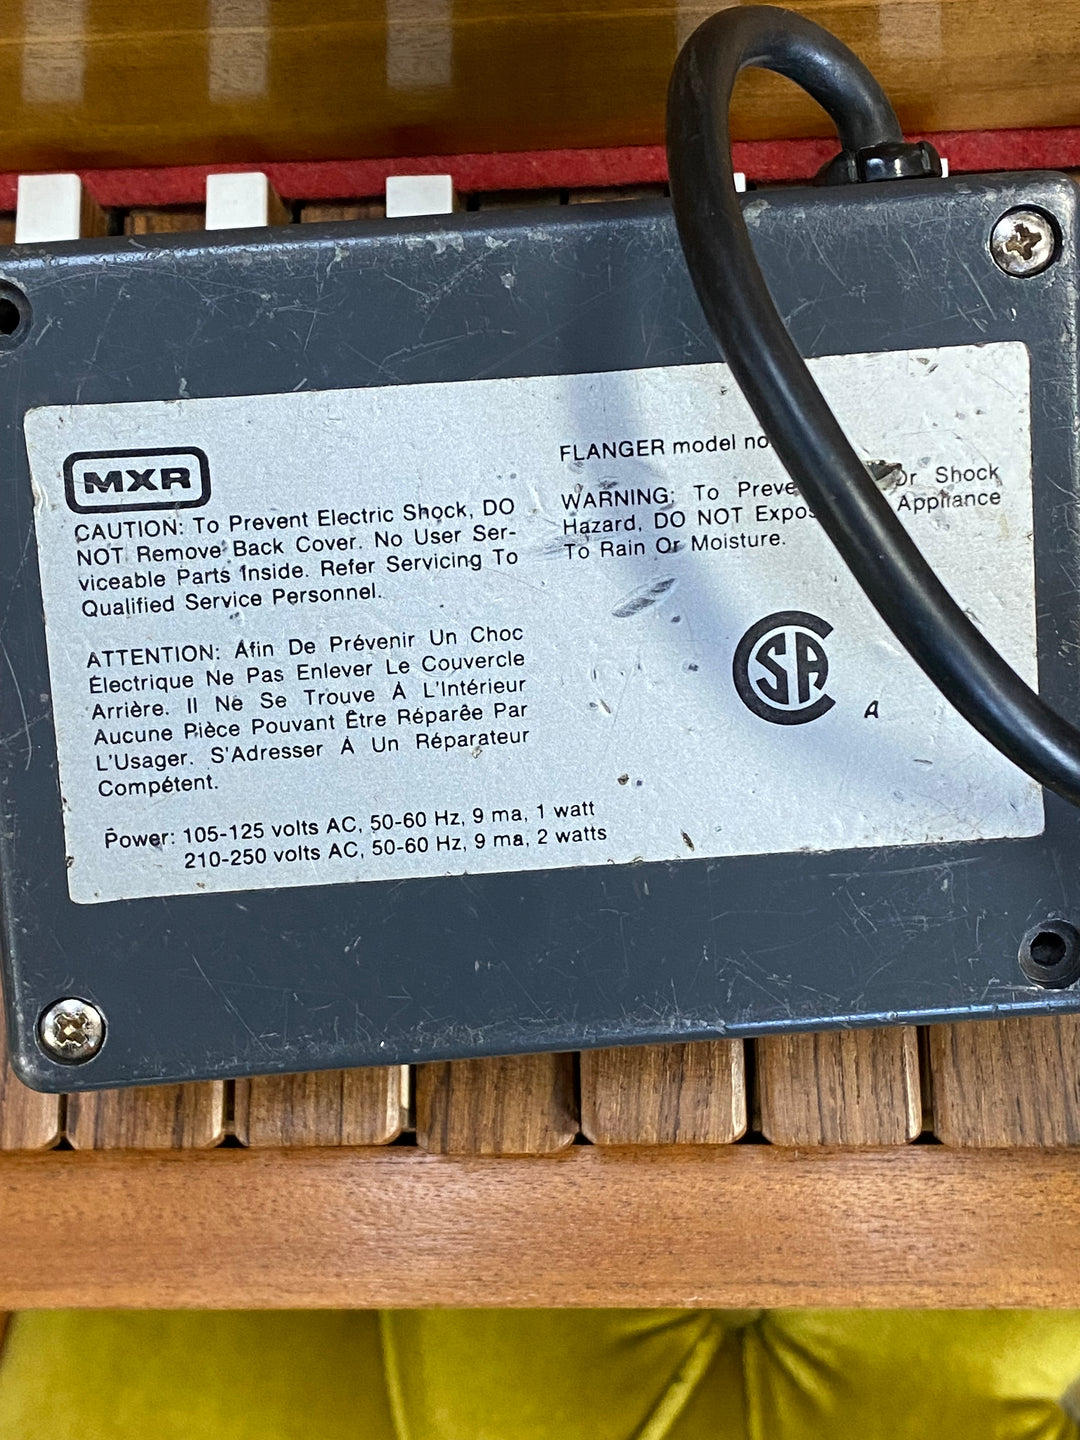 MXR
CAUTION: To Prevent Electric Shock, DO
NOT Remove Back Cover. No User Ser-
viceable Parts Inside. Refer Servicing To
Qualified Service Personnel.
ATTENTION: Afin De Prévenir Un Choc
Électrique Ne Pas Enlever Le Couvercle
Arrière. Il Ne Se Trouve À L'Intérieur
Aucune Pièce Pouvant Être Réparêe Par
L'Usager. S'Adresser À Un Réparateur
Compétent.
Power: 105-125 volts AC, 50-60 Hz, 9 ma, 1 watt
210-250 volts AC, 50-60 Hz, 9 ma, 2 watts
FLANGER model no
WARNING: To Preve or Shock
Hazard, DO NOT Expos Appliance
To Rain Or Moisture.
CSA
A